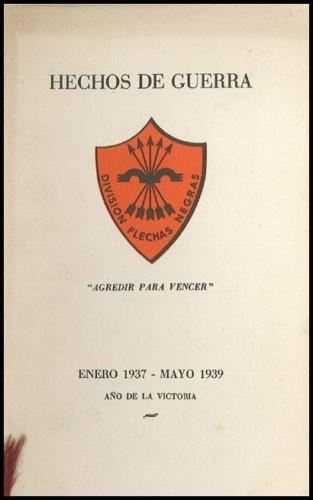 HECHOS DE GUERRA
DIVISION FLECHAS NEGRAS
"AGREDIR PARA VENCER"
ENERO 1937 - MAYO 1939
AÑO DE LA VICTORIA